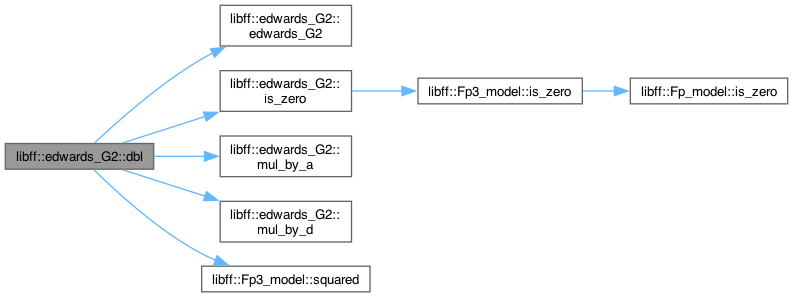 libff::edwards_G2::dbl
libff::edwards_G2::
edwards_G2
libff::edwards_G2::
is_zero
libff::Fp3_model::is_zero
libff::Fp_model::is_zero
libff::edwards_G2::
mul_by_a
libff::edwards_G2::
mul_by_d
libff::Fp3_model::squared